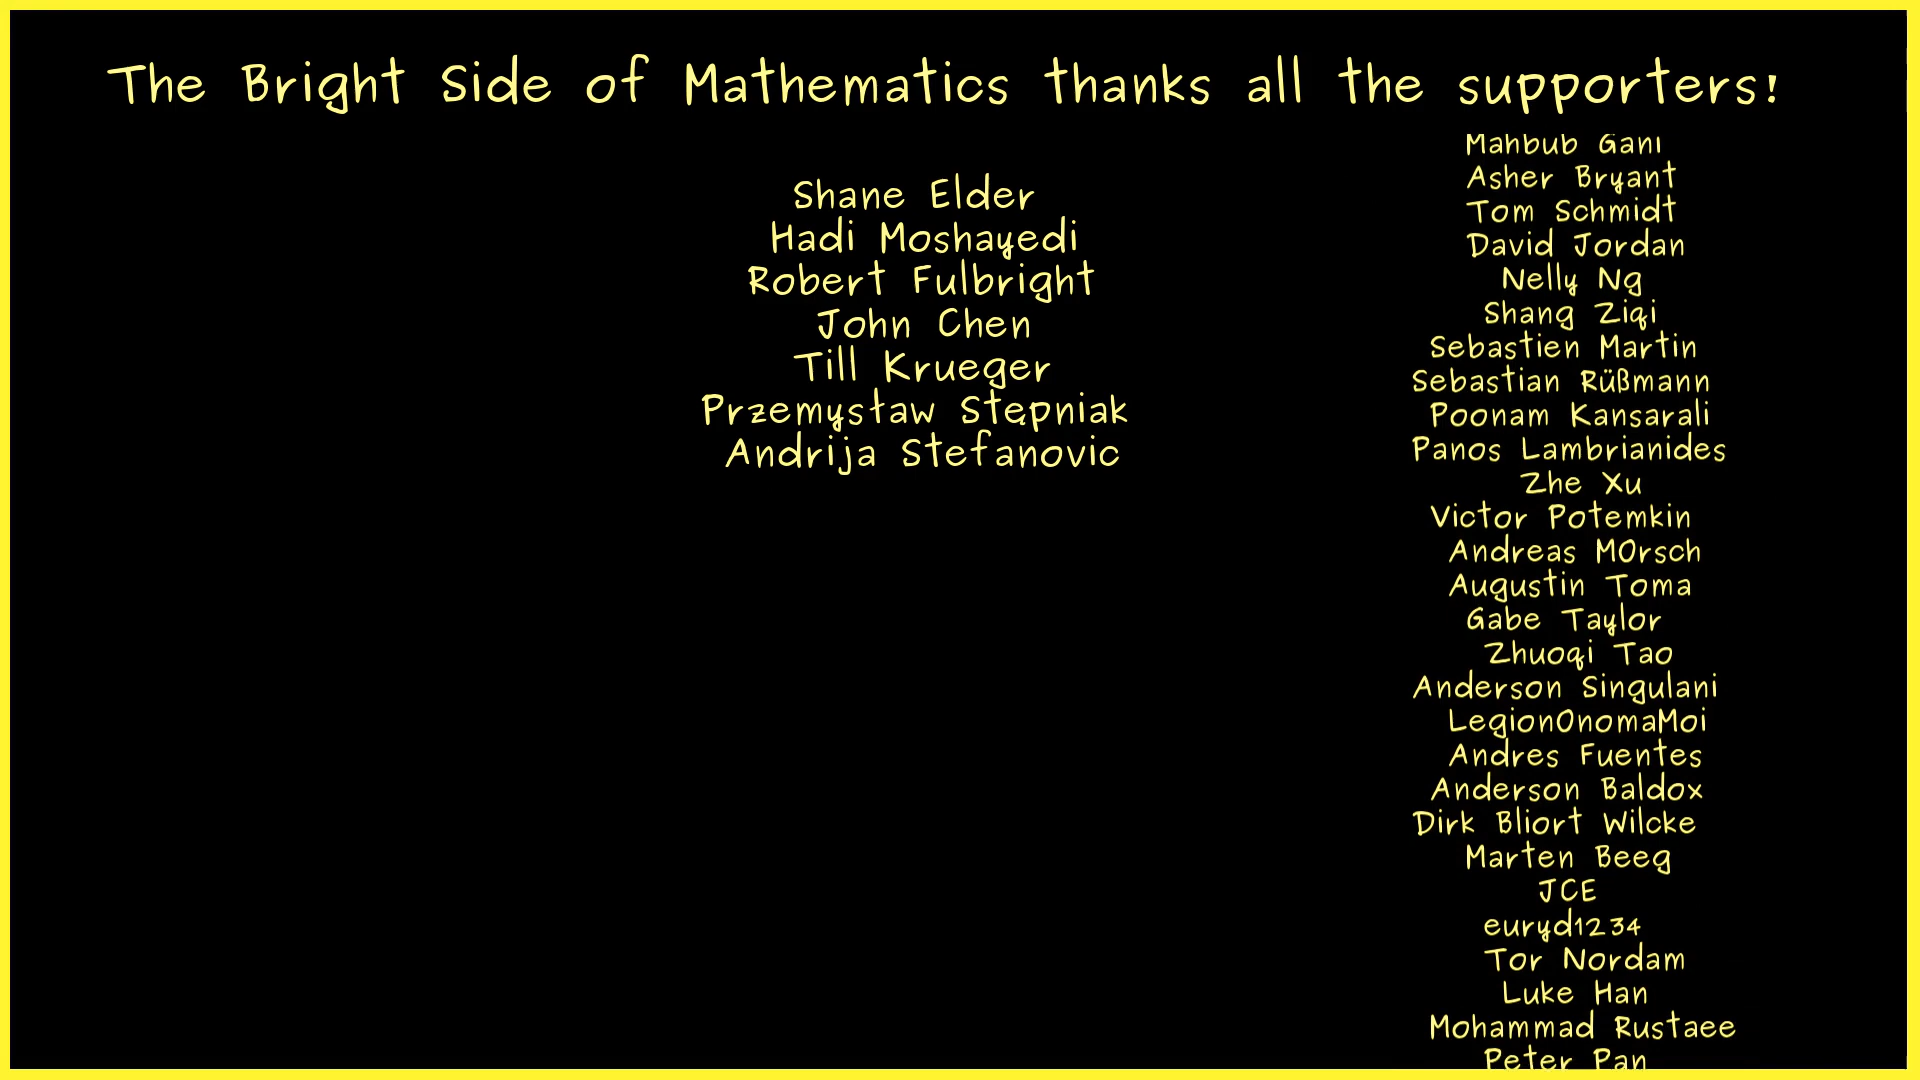 The Bright Side of Mathematics thanks all the supporters!
Shane Elder
Hadi Moshayedi
Robert Fulbright
John Chen
Till Krueger
Przemysław Stępniak
Andrija Stefanovic
Mahbub Gani
Asher Bryant
Tom Schmidt
David Jordan
Nelly Ng
Shang Ziqi
Sebastien Martin
Sebastian Rüßmann
Poonam Kansarali
Panos Lambrianides
Zhe Xu
Victor Potemkin
Andreas MOrsch
Augustin Toma
Gabe Taylor
Zhuoqi Tao
Anderson Singulani
LegionOnomaMoi
Andres Fuentes
Anderson Baldox
Dirk Bliort Wilcke
Marten Beeg
JCE
euryd1234
Tor Nordam
Luke Han
Mohammad Rustaee
Peter Pan